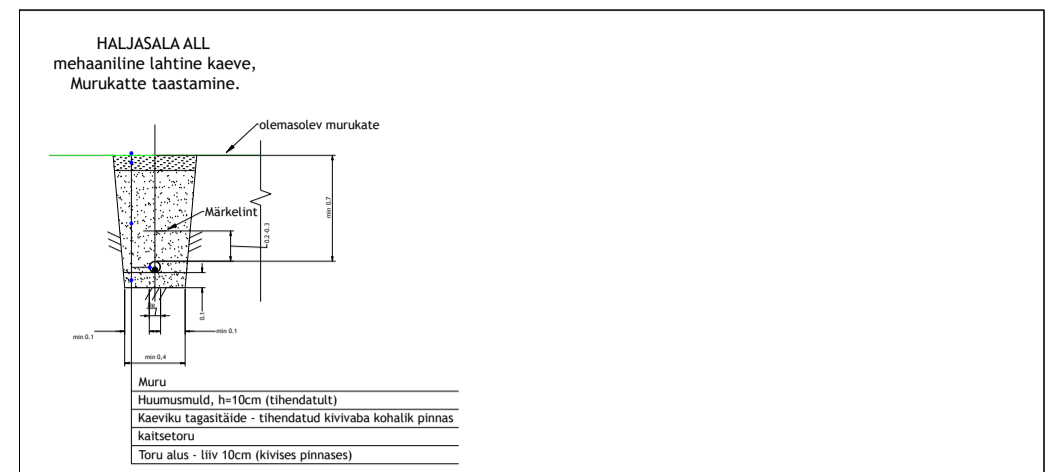 HALJASALA ALL
mehaaniline lahtine kaeve,
Murukatte taastamine.
olemasolev murukate
Märkelint
min 0.7
0.2-0.3
0.1
min 0.1
min 0.1
min 0,4
Muru
Huumusmuld, h=10cm (tihendatult)
Kaeviku tagasitäide - tihendatud kivivaba kohalik pinnas
kaitsetoru
Toru alus - liiv 10cm (kivises pinnases)